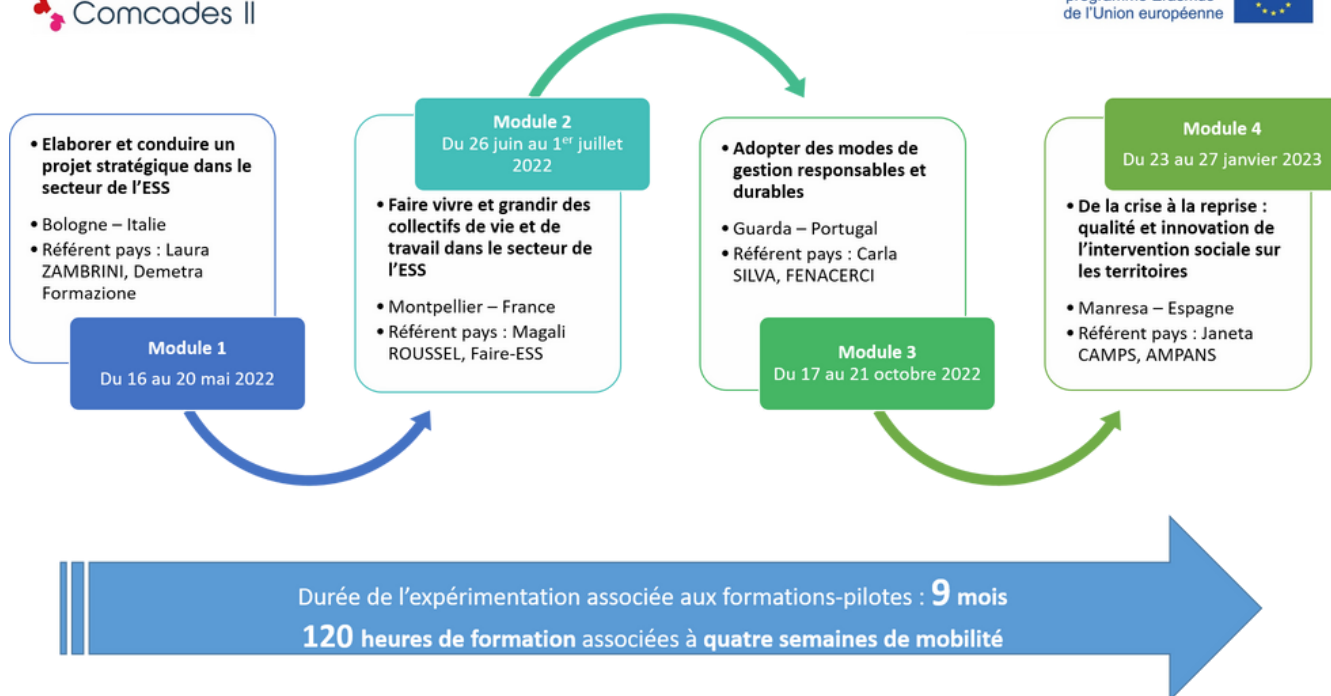 Comcades II
programme Erasmus
de l'Union européenne
• Elaborer et conduire un
projet stratégique dans le
secteur de l'ESS
• Bologne – Italie
• Référent pays : Laura
ZAMBRINI, Demetra
Formazione
Module 1
Du 16 au 20 mai 2022
Module 2
Du 26 juin au 1er juillet
2022
• Faire vivre et grandir des
collectifs de vie et de
travail dans le secteur de
l'ESS
• Montpellier – France
• Référent pays : Magali
ROUSSEL, Faire-ESS
• Adopter des modes de
gestion responsables et
durables
• Guarda – Portugal
• Référent pays : Carla
SILVA, FENACERCI
Module 3
Du 17 au 21 octobre 2022
Module 4
Du 23 au 27 janvier 2023
• De la crise à la reprise :
qualité et innovation de
l'intervention sociale sur
les territoires
• Manresa – Espagne
• Référent pays : Janeta
CAMPS, AMPANS
Durée de l'expérimentation associée aux formations-pilotes : 9 mois
120 heures de formation associées à quatre semaines de mobilité